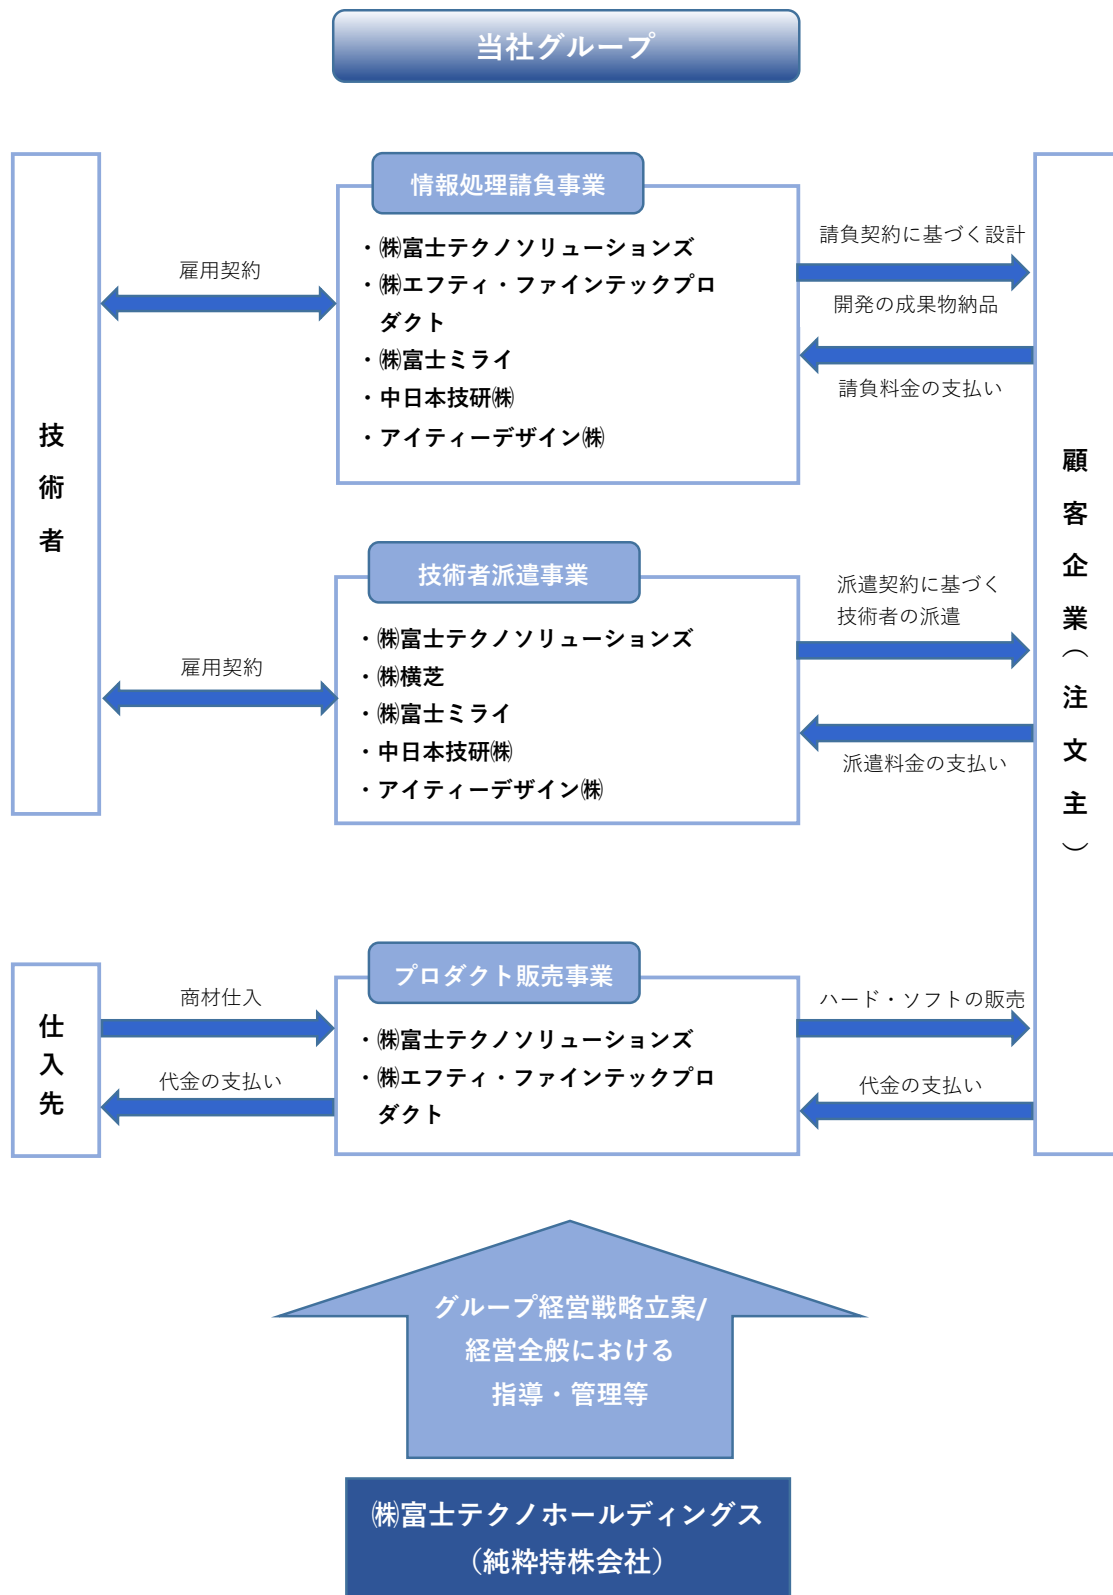 当社グループ
技術者
雇用契約
情報処理請負事業
・㈱富士テクノソリューションズ
・㈱エフティ・ファインテックプロ
ダクト
・㈱富士ミライ
・中日本技研㈱
・アイティーデザイン㈱
請負契約に基づく設計
開発の成果物納品
請負料金の支払い
顧客企業（注文主）
雇用契約
技術者派遣事業
・㈱富士テクノソリューションズ
・㈱横芝
・㈱富士ミライ
・中日本技研㈱
・アイティーデザイン㈱
派遣契約に基づく
技術者の派遣
派遣料金の支払い
仕入先
商材仕入
代金の支払い
プロダクト販売事業
・㈱富士テクノソリューションズ
・㈱エフティ・ファインテックプロ
ダクト
ハード・ソフトの販売
代金の支払い
グループ経営戦略立案/
経営全般における
指導・管理等
㈱富士テクノホールディングス
（純粋持株会社）